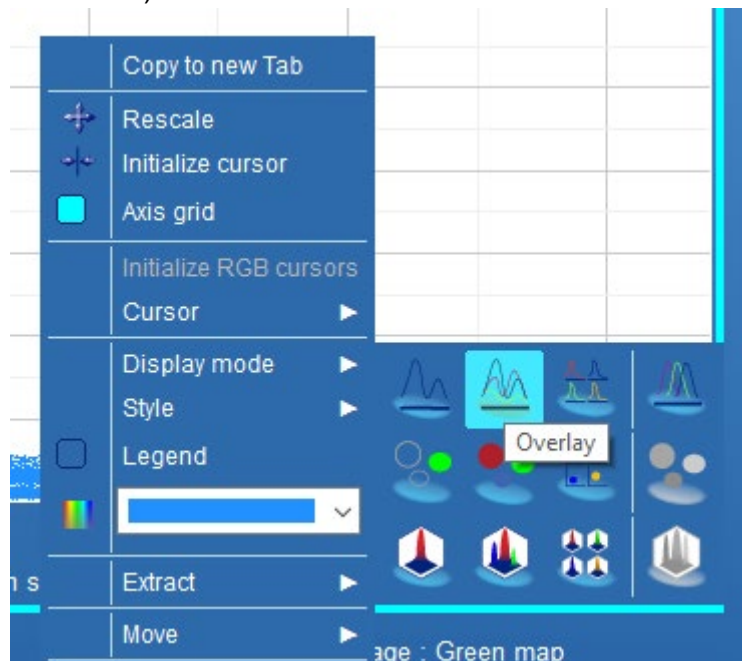 Copy to new Tab
Rescale
Initialize cursor
Axis grid
Initialize RGB cursors
Cursor
Display mode
Style
Overlay
Legend
Extract
Move
age : Green map